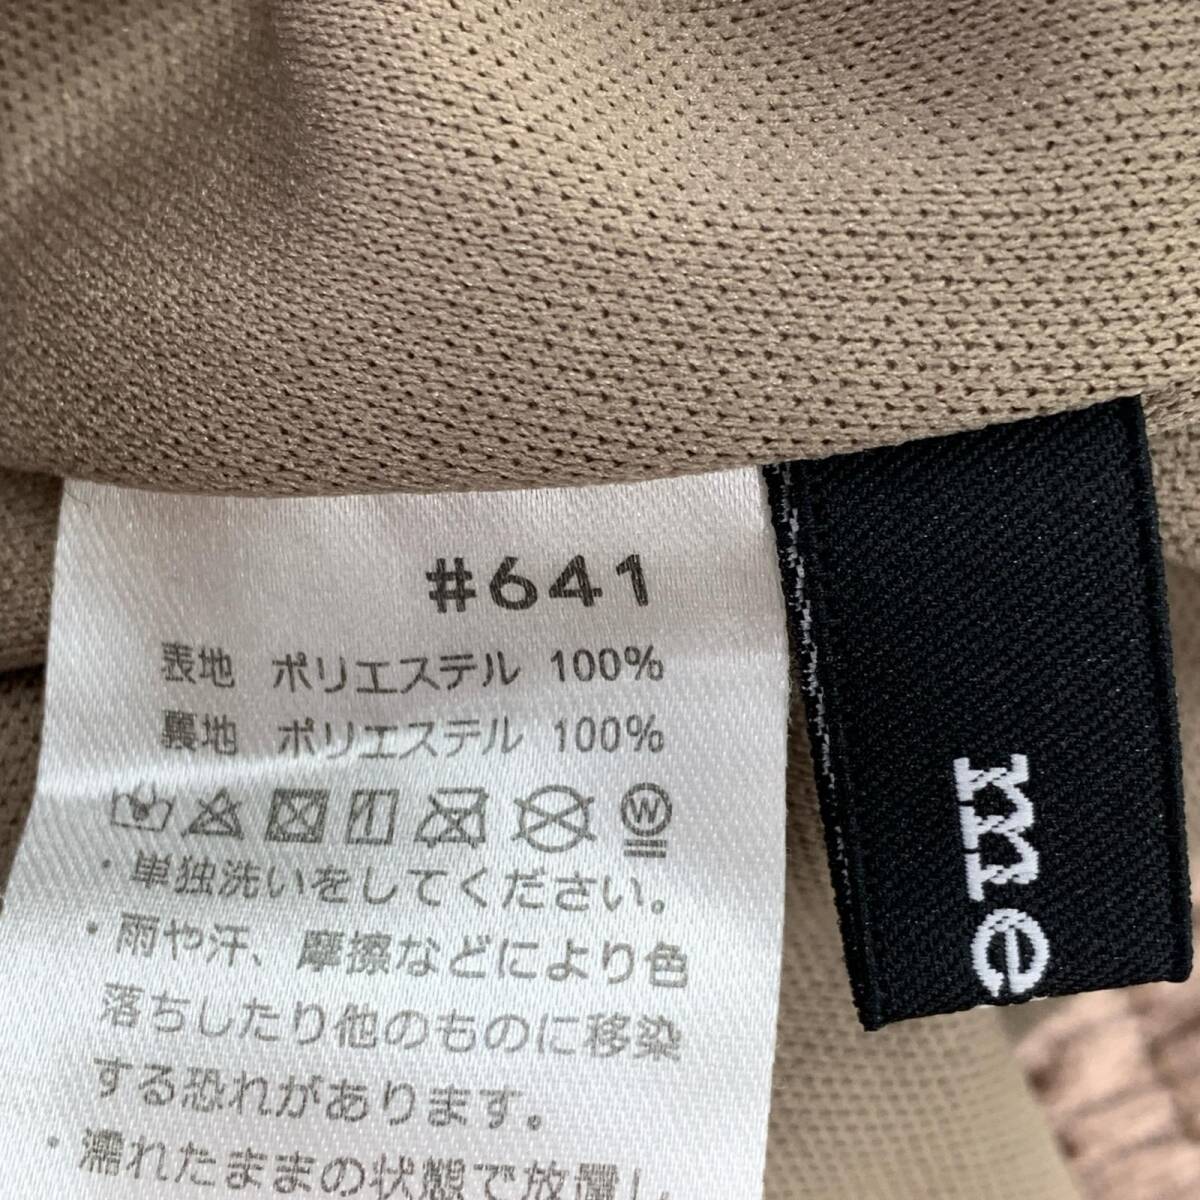 #641
表地 ポリエステル 100%
裏地 ポリエステル 100%
W
・単独洗いをしてください。
・雨や汗、摩擦などにより色
落ちしたり他のものに移染
する恐れがあります。
・濡れたままの状態で放置し
me